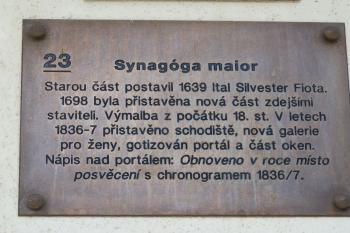 23 Synagóga maior
Starou část postavil 1639 Ital Silvester Fiota.
1698 byla přistavěna nová část zdejšími
staviteli. Výmalba z počátku 18. st. V letech
1836-7 přistavěno schodiště, nová galerie
pro ženy, gotizován portál a část oken.
Nápis nad portálem: Obnoveno v roce místo
posvěcení s chronogramem 1836/7.